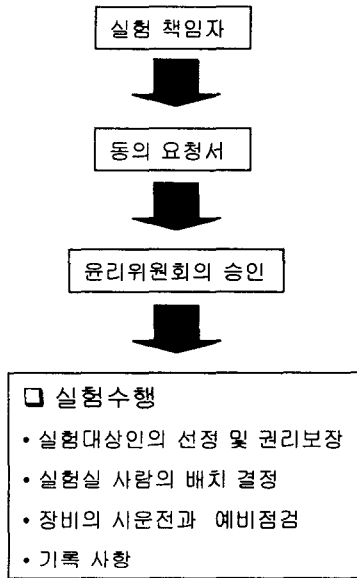 실험 책임자
동의 요청서
윤리위원회의 승인
❑ 실험수행
• 실험대상인의 선정 및 권리보장
• 실험실 사람의 배치 결정
• 장비의 시운전과 예비점검
• 기록 사항